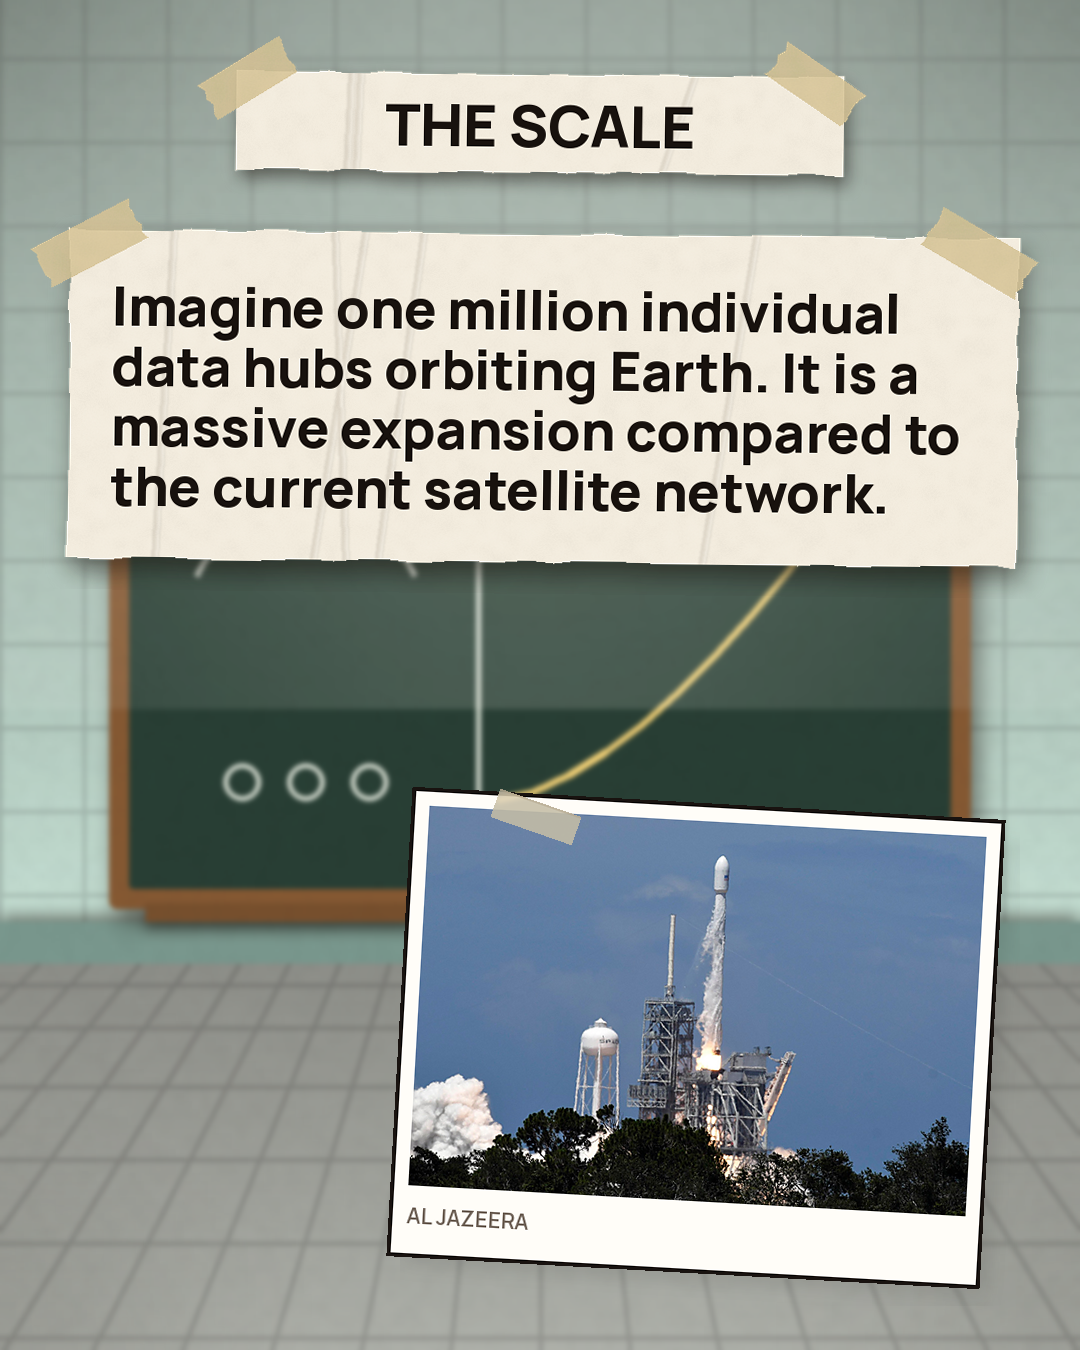 THE SCALE
Imagine one million individual
data hubs orbiting Earth. It is a
massive expansion compared to
the current satellite network.
AL JAZEERA